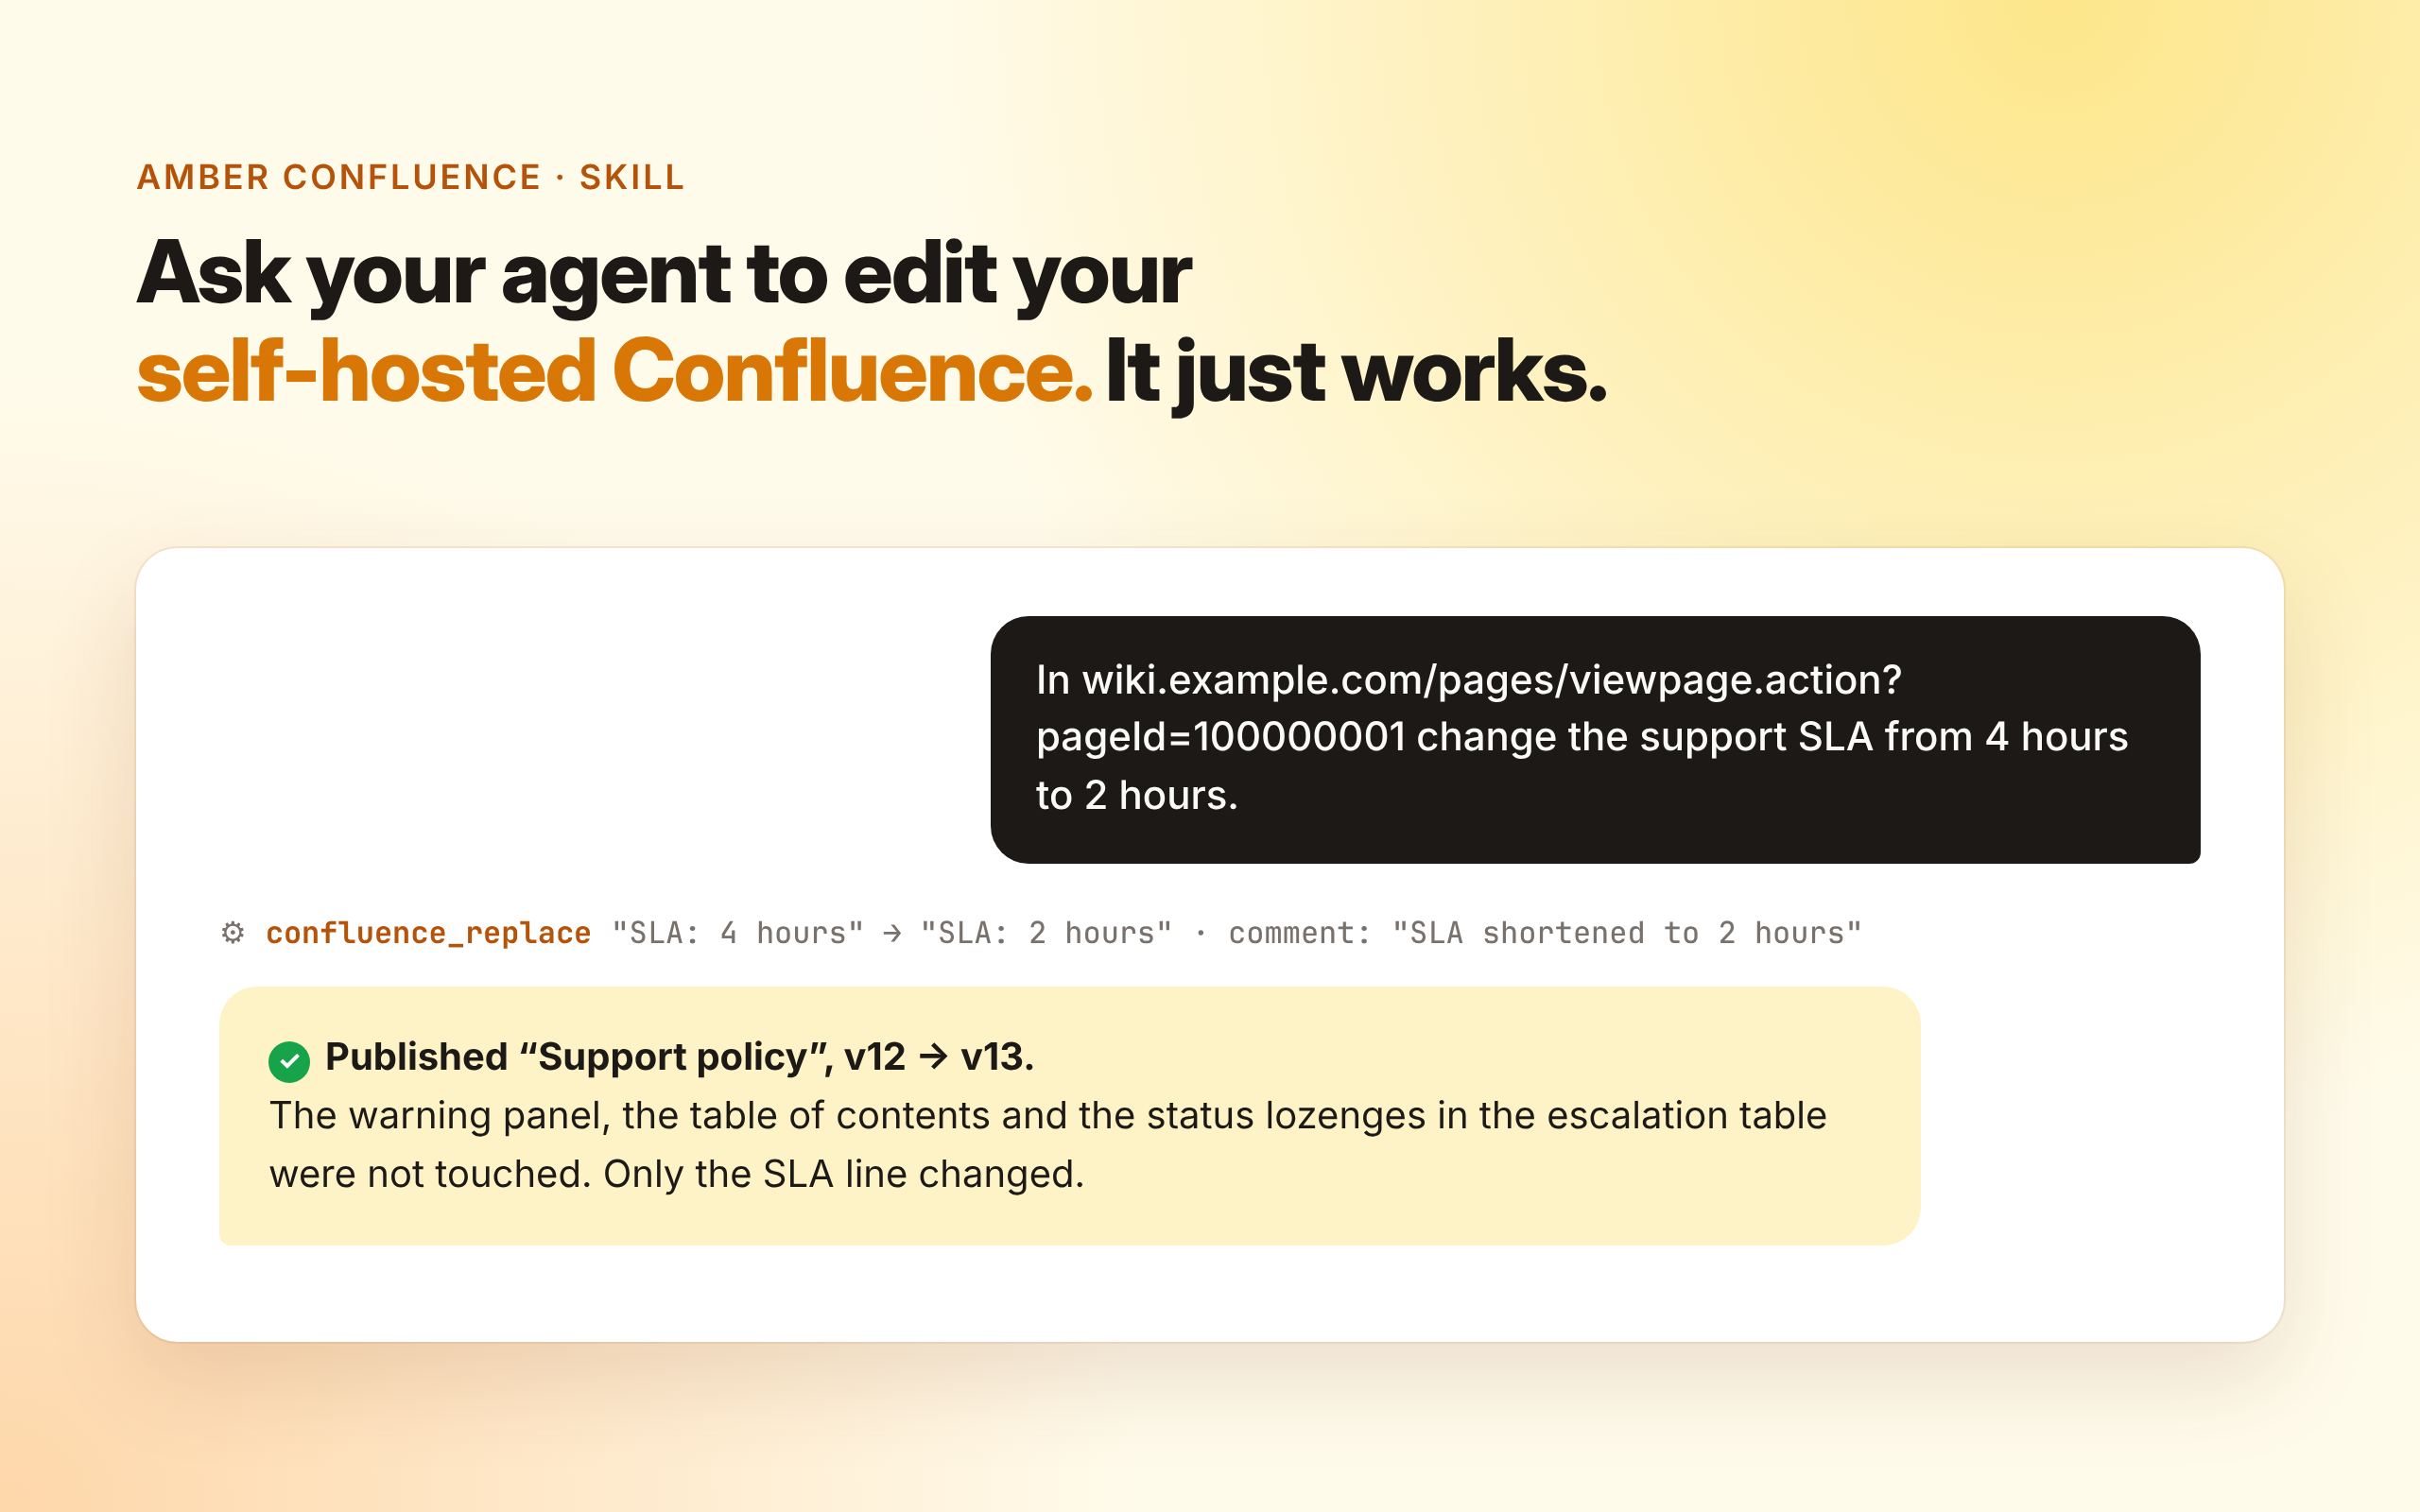 AMBER CONFLUENCE · SKILL
Ask your agent to edit your
self-hosted Confluence. It just works.
In wiki.example.com/pages/viewpage.action?
pageId=100000001 change the support SLA from 4 hours
to 2 hours.
⚙ confluence_replace "SLA: 4 hours" → "SLA: 2 hours" · comment: "SLA shortened to 2 hours"
Published “Support policy”, v12 → v13.
The warning panel, the table of contents and the status lozenges in the escalation table
were not touched. Only the SLA line changed.